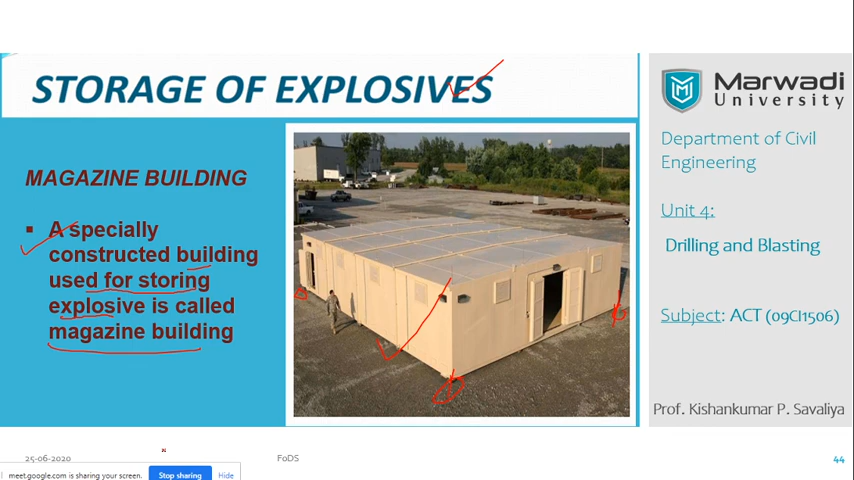 STORAGE OF EXPLOSIVES
MAGAZINE BUILDING
▪ A specially
constructed building
used for storing
explosive is called
magazine building
Marwadi
University
Department of Civil
Engineering
Unit 4:
Drilling and Blasting
Subject: ACT (09CI1506)
Prof. Kishankumar P. Savaliya
25-06-2020
FoDS
44
meet.google.com is sharing your screen.
Stop sharing
Hide